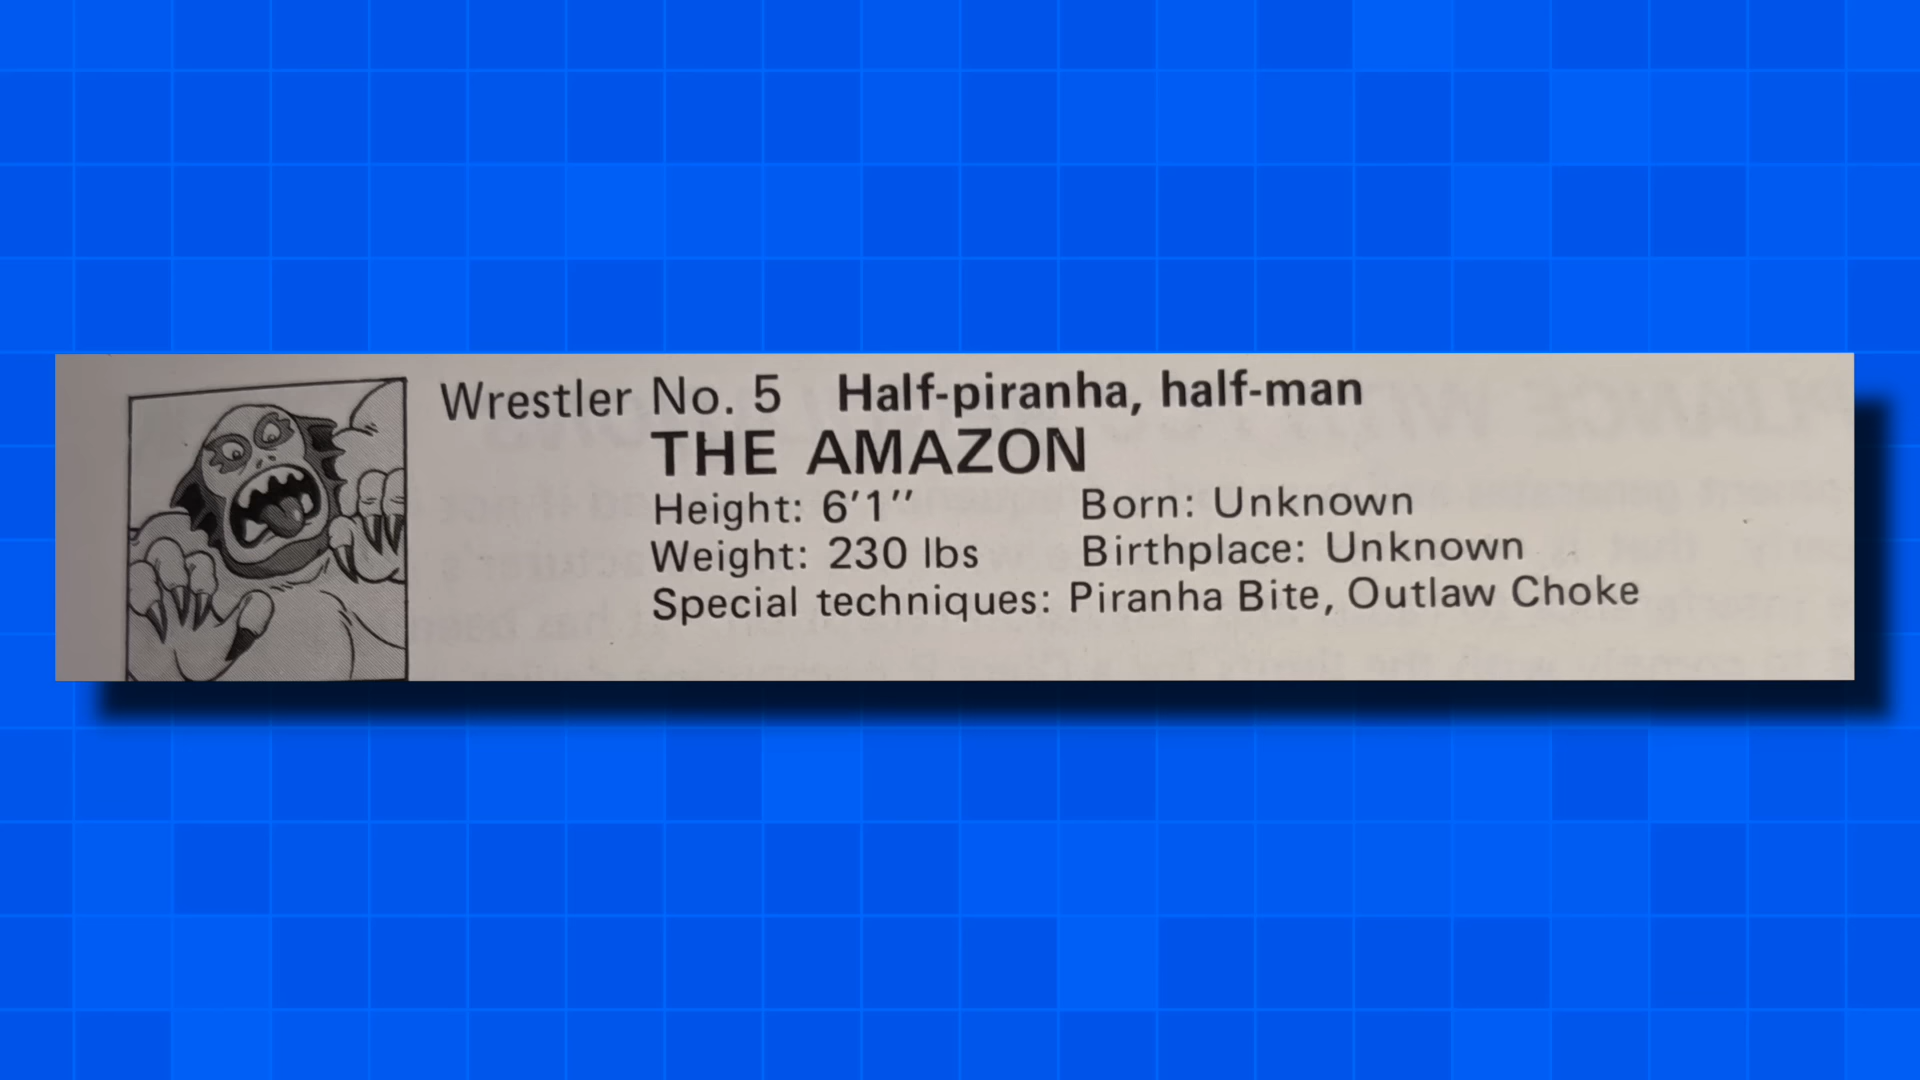 Wrestler No. 5 Half-piranha, half-man
THE AMAZON
Height: 6'1'' Born: Unknown
Weight: 230 lbs Birthplace: Unknown
Special techniques: Piranha Bite, Outlaw Choke